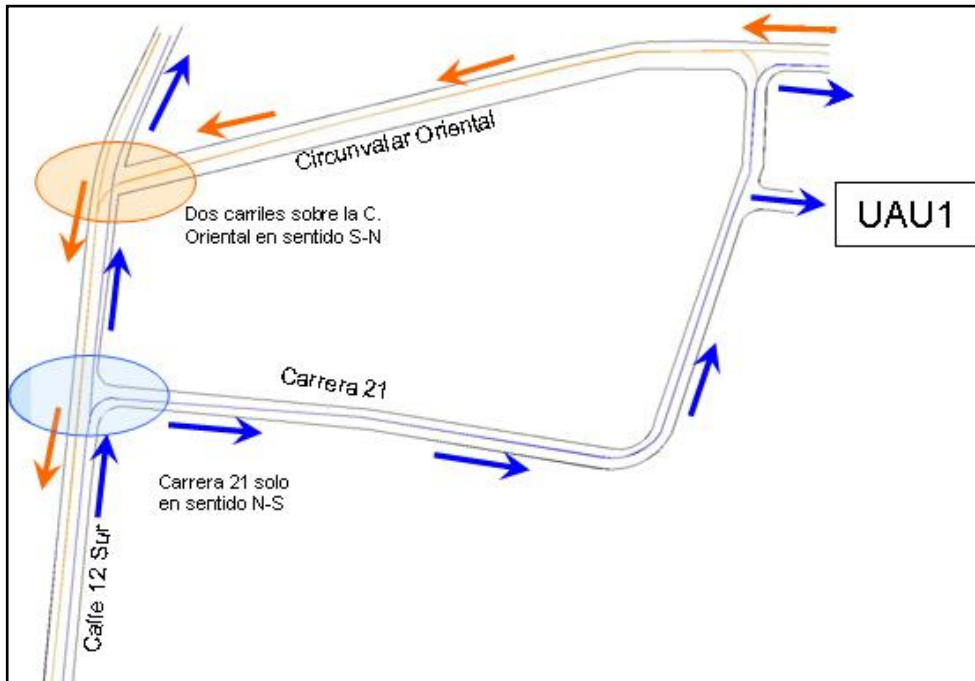 Circunvalar Oriental
Dos carriles sobre la C.
Oriental en sentido S-N
UAU1
Carrera 21
Carrera 21 solo
en sentido N-S
Calle 12 Sur